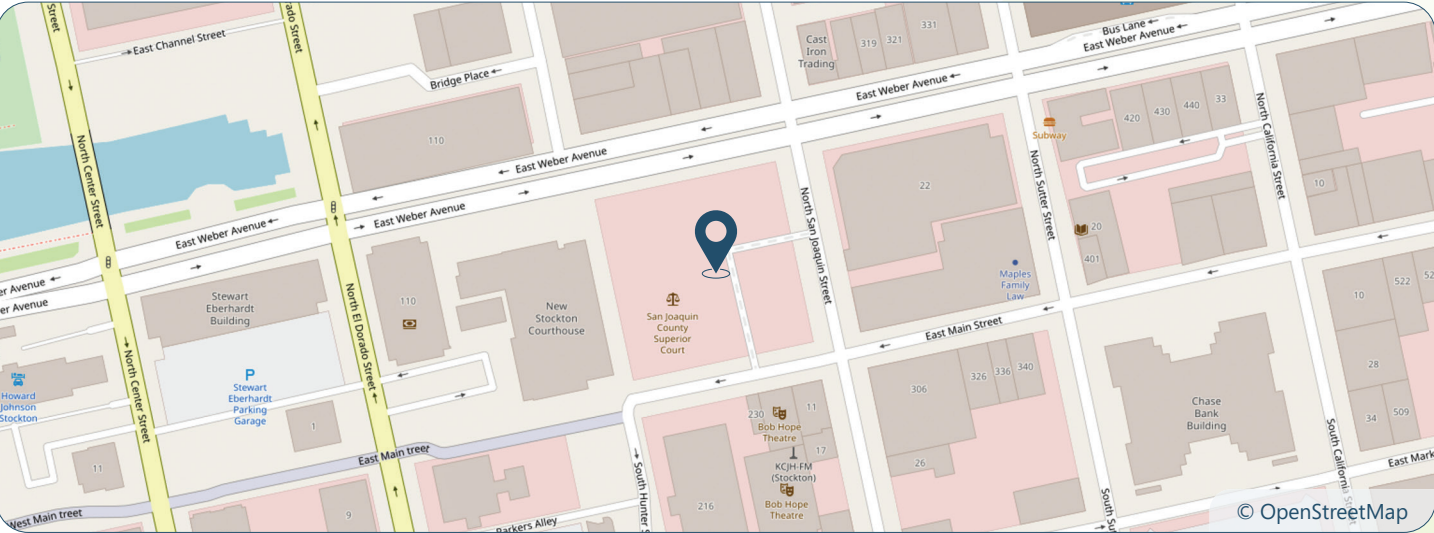 Street
East Channel Street
Bridge Place
Cast
Iron
Trading
319
321
331
Bus Lane
East Weber Avenue
East Weber Avenue
North Center Street
110
East Weber Avenue
East Weber Avenue
East Weber Avenue
Subway
420
430
440
33
North California Street
10
22
North San Joaquin Street
North Sutter Street
20
401
Maples
Family
Law
er Avenue
er Avenue
Stewart
Eberhardt
Building
North El Dorado Street
110
New
Stockton
Courthouse
San Joaquin
County
Superior
Court
East Main Street
10
522
28
34
509
306
326
336
340
Chase
Bank
Building
Howard
Johnson
Stockton
North Center Street
P
Stewart
Eberhardt
Parking
Garage
1
11
East Main treet
West Main treet
9
230
11
Bob Hope
Theatre
17
KCJH-FM
(Stockton)
Bob Hope
Theatre
216
26
South Hunter S
Parkers Alley
South Su
South California St
East Mark
© OpenStreetMap